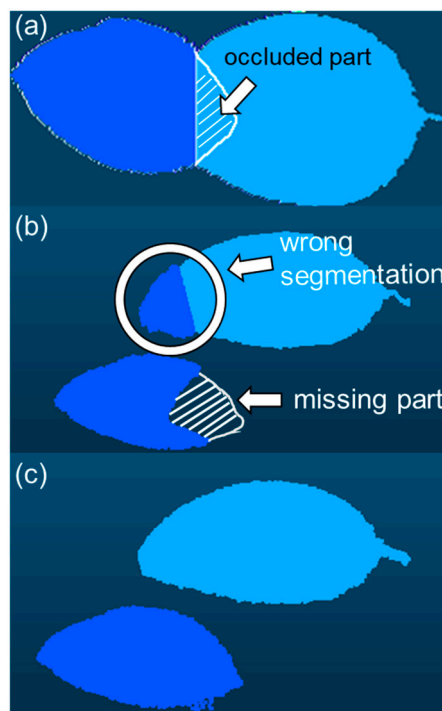 (a)
occluded part
(b)
wrong
segmentation
missing part
(c)